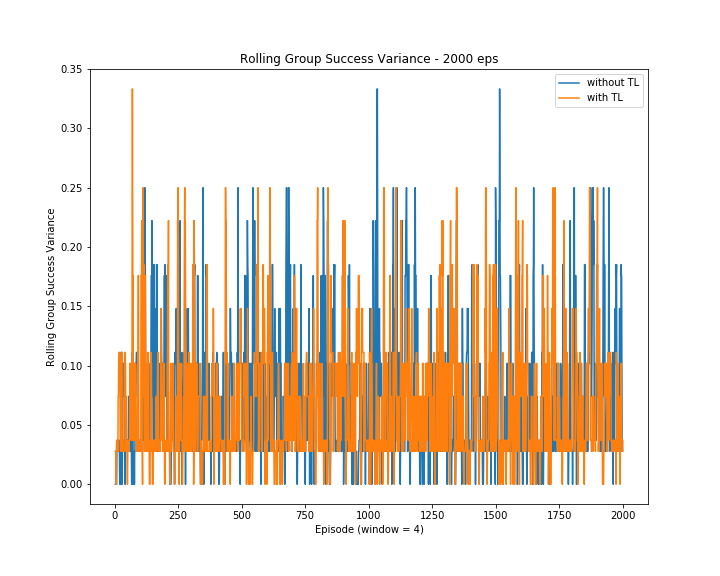 Rolling Group Success Variance - 2000 eps
without TL
with TL
Rolling Group Success Variance
0.35
0.30
0.25
0.20
0.15
0.10
0.05
0.00
0 250 500 750 1000 1250 1500 1750 2000
Episode (window = 4)